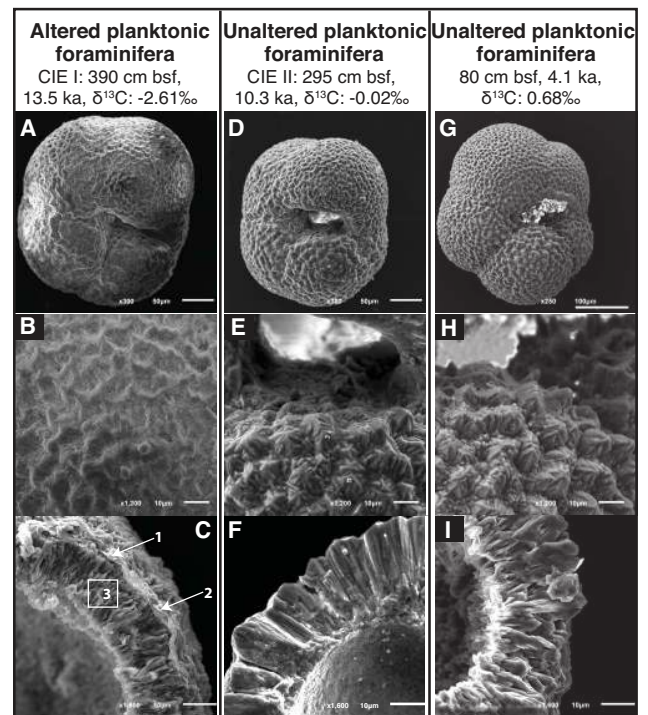 Altered planktonic
foraminifera
CIE I: 390 cm bsf,
13.5 ka, δ¹³C: -2.61‰
Unaltered planktonic
foraminifera
CIE II: 295 cm bsf,
10.3 ka, δ¹³C: -0.02‰
Unaltered planktonic
foraminifera
80 cm bsf, 4.1 ka,
δ¹³C: 0.68‰
A
x390 50µm
D
50µm
G
x250 100µm
B
x1,200 10µm
E
x1,200 10µm
H
10µm
C
1
2
3
10µm
F
x1,600 10µm
I
10µm